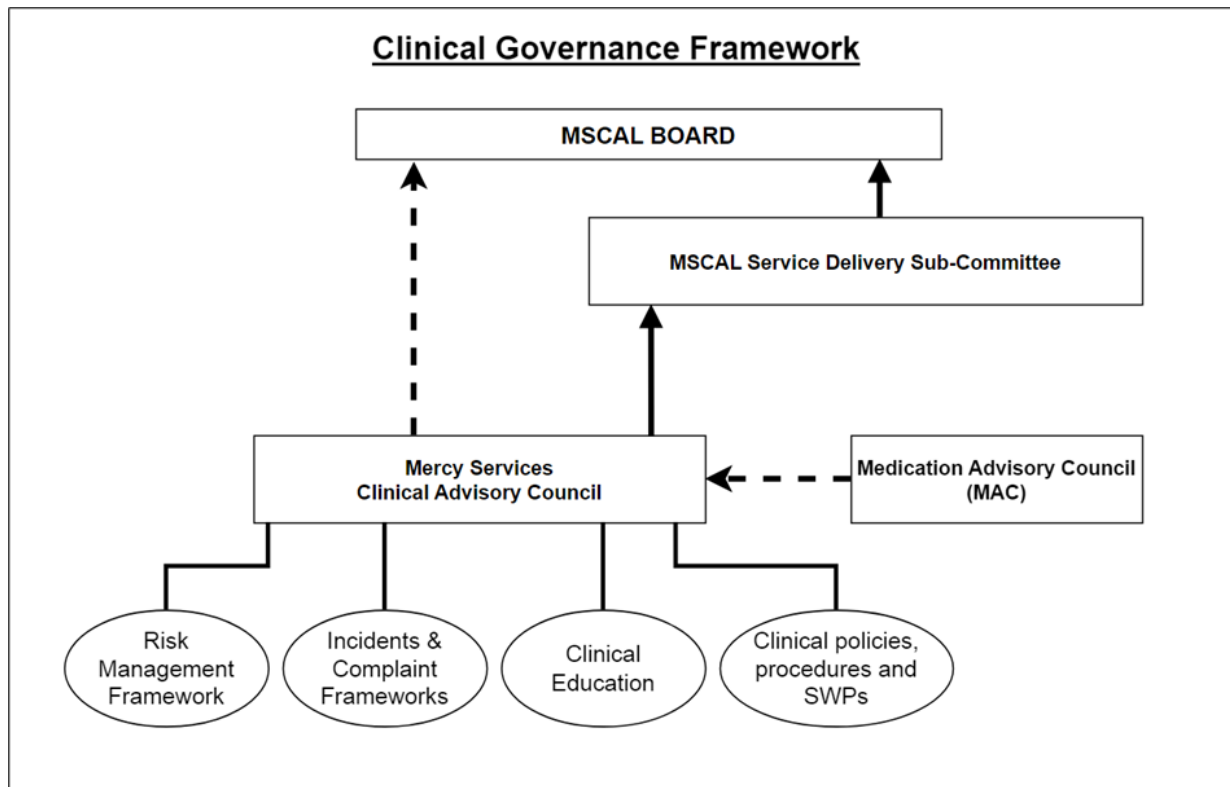 Clinical Governance Framework
MSCAL BOARD
MSCAL Service Delivery Sub-Committee
Mercy Services
Clinical Advisory Council
Medication Advisory Council
(MAC)
Risk
Management
Framework
Incidents &
Complaint
Frameworks
Clinical
Education
Clinical policies,
procedures and
SWPs